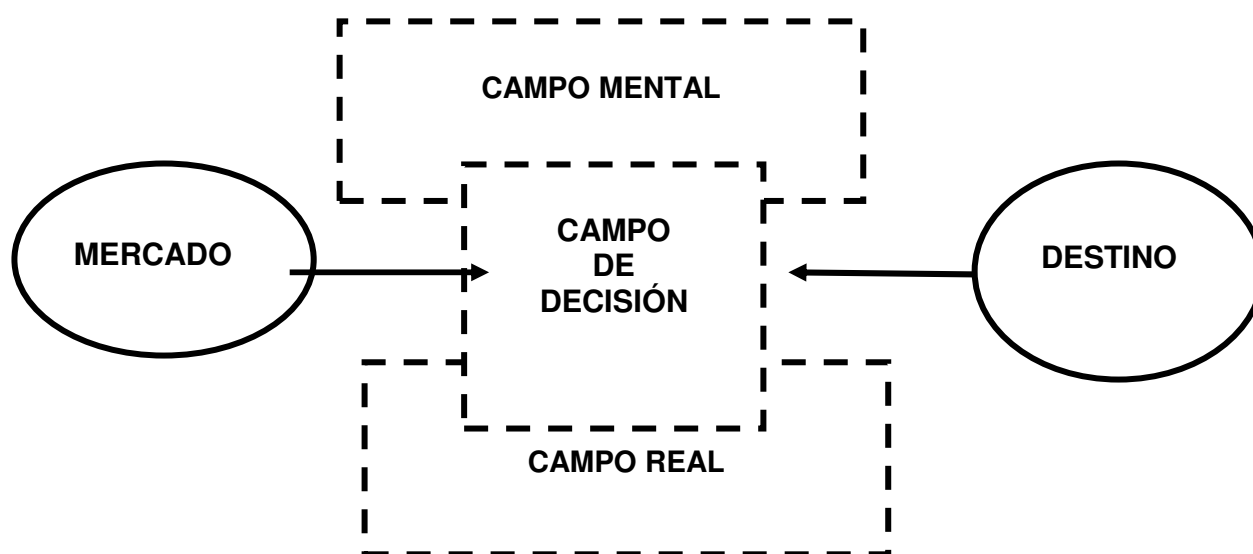 CAMPO MENTAL
MERCADO
CAMPO
DE
DECISIÓN
DESTINO
CAMPO REAL